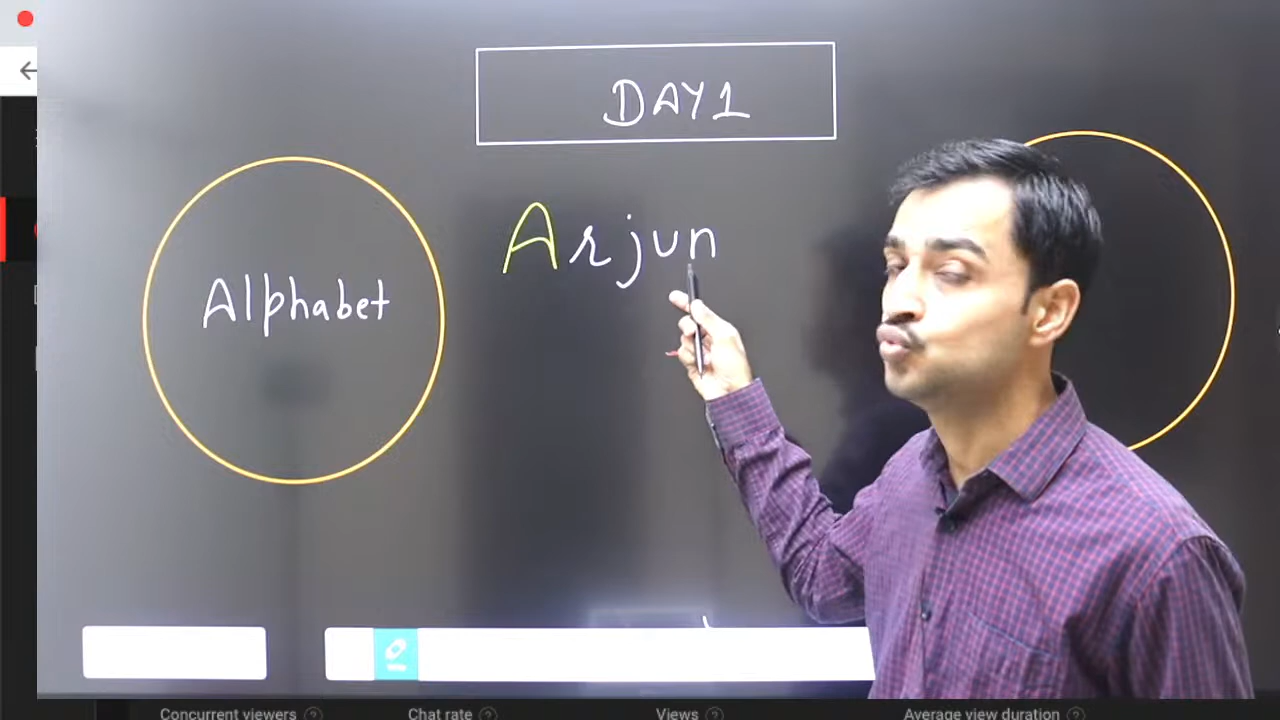 DAY1
Arjun
Alphabet
Concurrent viewers
Chat rate
Views
Average view duration